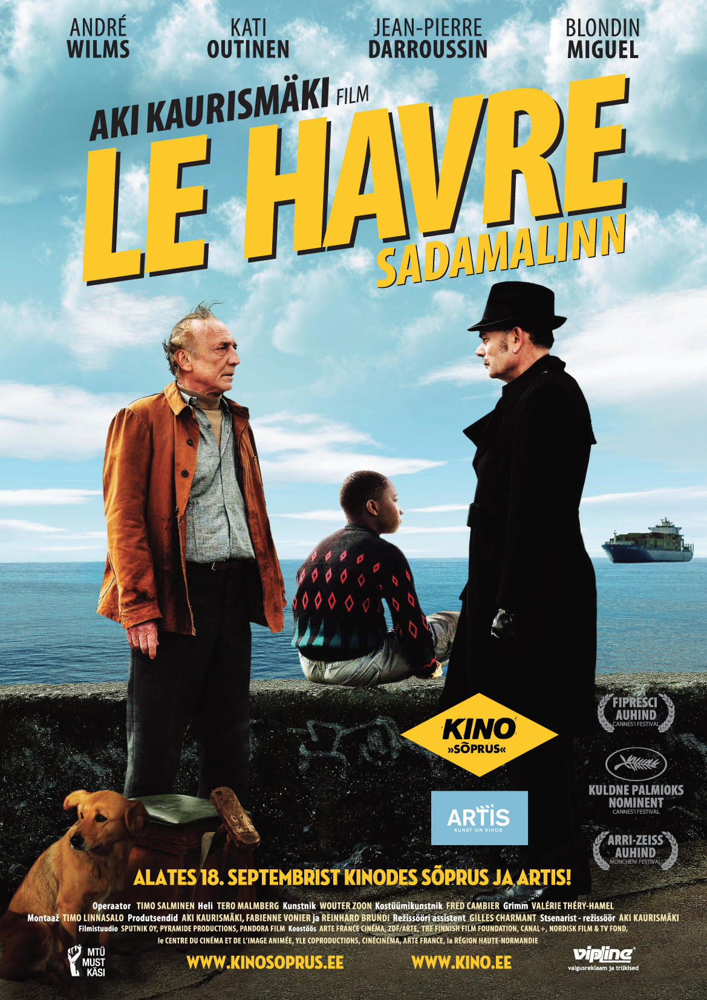 ANDRÉ WILMS
KATI OUTINEN
JEAN-PIERRE DARROUSSIN
BLONDIN MIGUEL
AKI KAURISMÄKI FILM
LE HAVRE
SADAMALINN
KINO
»SÕPRUS«
ARTIS
KUNST ON KINOS
FIPRESCI
AUHIND
CANNES'I FESTIVAL
KULDNE PALMIOKS
NOMINENT
CANNES'I FESTIVAL
ARRI-ZEISS
AUHIND
MÜNCHENI FESTIVAL
ALATES 18. SEPTEMBRIST KINODES SÕPRUS JA ARTIS!
Operaator TIMO SALMINEN Heli TERO MALMBERG Kunstnik WOUTER ZOON Kostüümikunstnik FRED CAMBIER Grimm VALÉRIE THÉRY-HAMEL
Montaaž TIMO LINNASALO Produtsendid AKI KAURISMÄKI, FABIENNE VONIER ja REINHARD BRUNDI Režissööri assistent GILLES CHARMANT Stsenarist - režissöör AKI KAURISMÄKI
Filmistuudio SPUTNIK OY, PYRAMIDE PRODUCTIONS, PANDORA FILM Koostöös ARTE FRANCE CINÉMA, ZDF/ARTE, THE FINNISH FILM FOUNDATION, CANAL+, NORDISK FILM & TV FOND,
le CENTRE DU CINÉMA ET DE L'IMAGE ANIMÉE, YLE COPRODUCTIONS, CINÉCINÉMA, ARTE FRANCE, la RÉGION HAUTE-NORMANDIE
MTÜ
MUST
KÄSI
WWW.KINOSOPRUS.EE
WWW.KINO.EE
vipLine®
valgusreklaam ja trükised